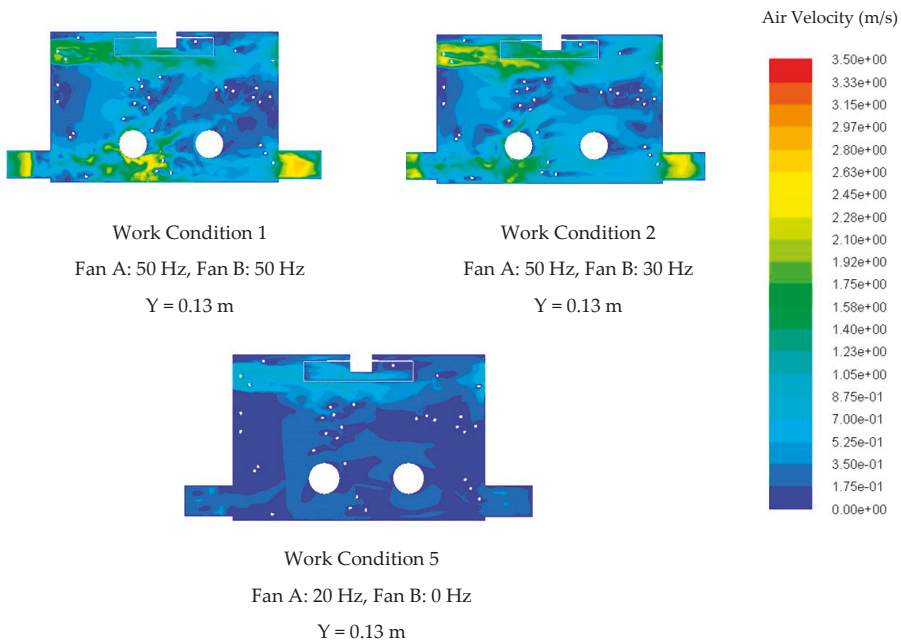 Air Velocity (m/s)
3.50e+00
3.33e+00
3.15e+00
2.97e+00
2.80e+00
2.63e+00
2.45e+00
2.28e+00
2.10e+00
1.92e+00
1.75e+00
1.58e+00
1.40e+00
1.23e+00
1.05e+00
8.75e-01
7.00e-01
5.25e-01
3.50e-01
1.75e-01
0.00e+00
Work Condition 1
Fan A: 50 Hz, Fan B: 50 Hz
Y = 0.13 m
Work Condition 2
Fan A: 50 Hz, Fan B: 30 Hz
Y = 0.13 m
Work Condition 5
Fan A: 20 Hz, Fan B: 0 Hz
Y = 0.13 m